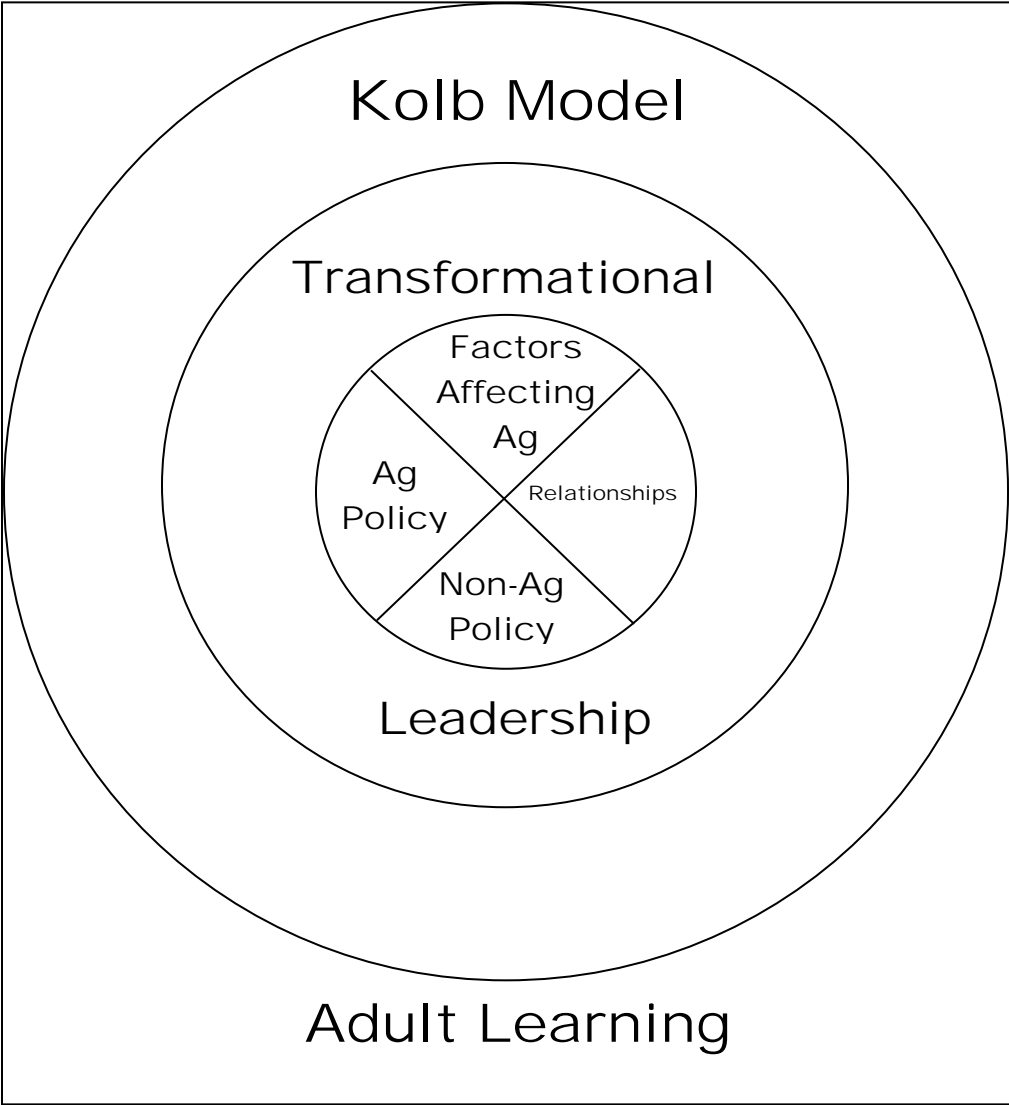 Kolb Model
Transformational
Factors
Affecting
Ag
Ag
Policy
Relationships
Non-Ag
Policy
Leadership
Adult Learning